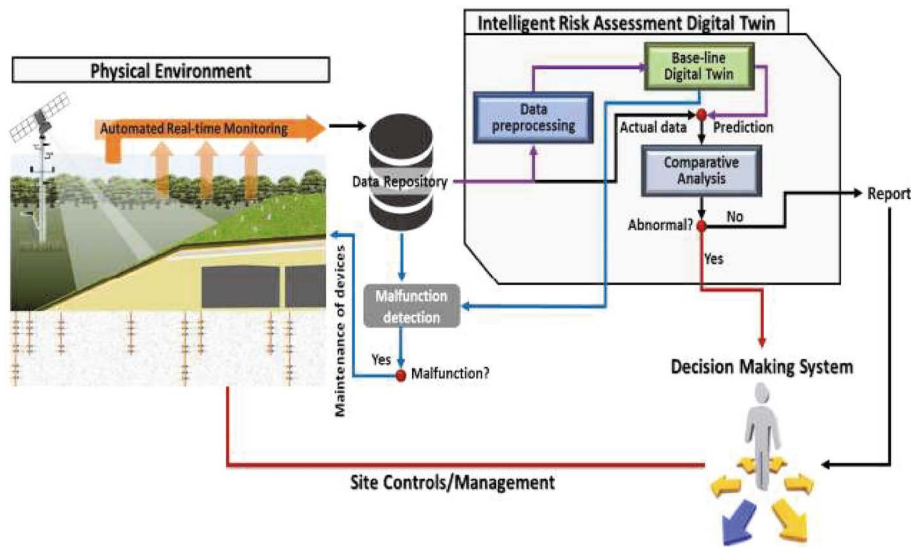 Intelligent Risk Assessment Digital Twin
Physical Environment
Automated Real-time Monitoring
Data Repository
Data
preprocessing
Base-line
Digital Twin
Actual data
Prediction
Comparative
Analysis
Abnormal?
No
Yes
Report
Malfunction
detection
Yes
Malfunction?
Maintenance of devices
Decision Making System
Site Controls/Management